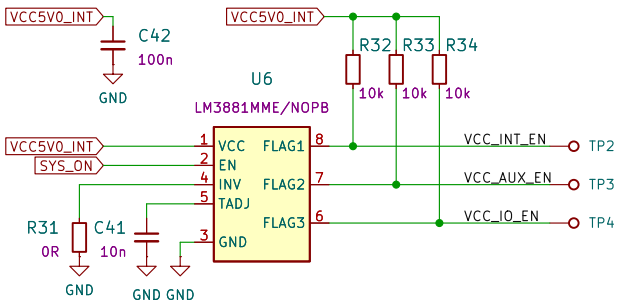 VCC5V0_INT
VCC5V0_INT
C42
100n
GND
R32
R33
R34
10k
10k
10k
U6
LM3881MME/NOPB
VCC5V0_INT
1
VCC
FLAG1
8
VCC_INT_EN
TP2
SYS_ON
2
EN
4
INV
FLAG2
7
VCC_AUX_EN
TP3
5
TADJ
FLAG3
6
VCC_IO_EN
TP4
R31
0R
C41
10n
3
GND
GND
GND
GND